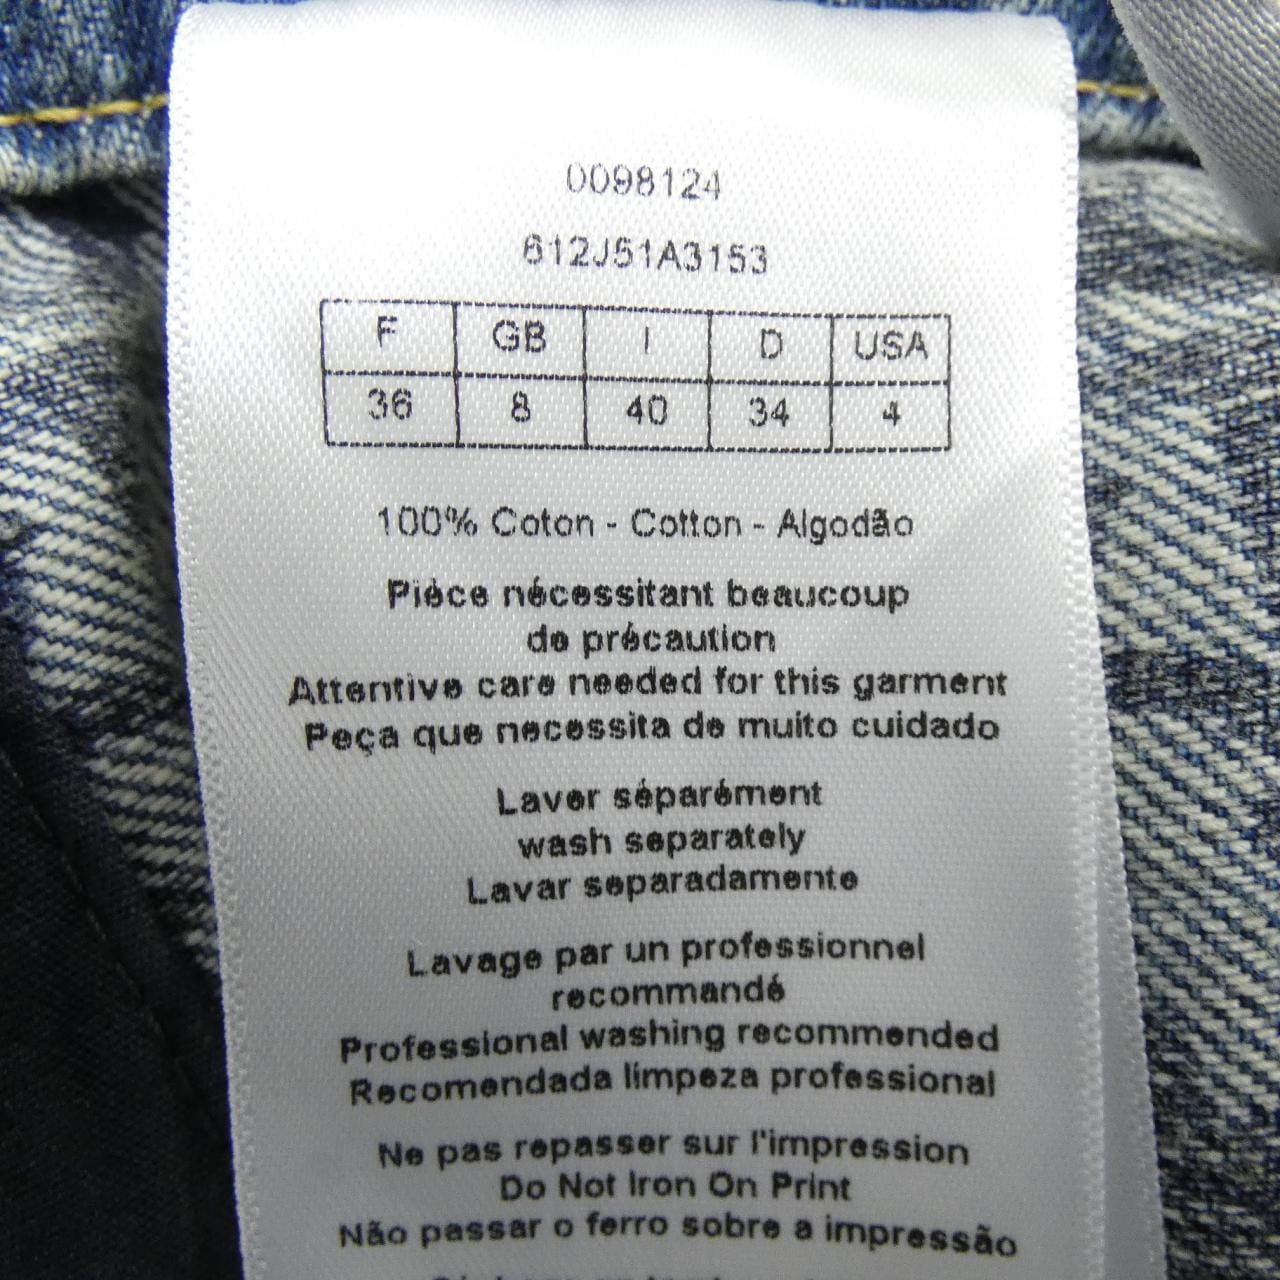 0098124
612J51A3153
F GB I D USA
36 8 40 34 4
100% Coton - Cotton - Algodão
Pièce nécessitant beaucoup
de précaution
Attentive care needed for this garment
Peça que necessita de muito cuidado
Laver séparément
wash separately
Lavar separadamente
Lavage par un professionnel
recommandé
Professional washing recommended
Recomendada limpeza professional
Ne pas repasser sur l'impression
Do Not Iron On Print
Não passar o ferro sobre a impressão